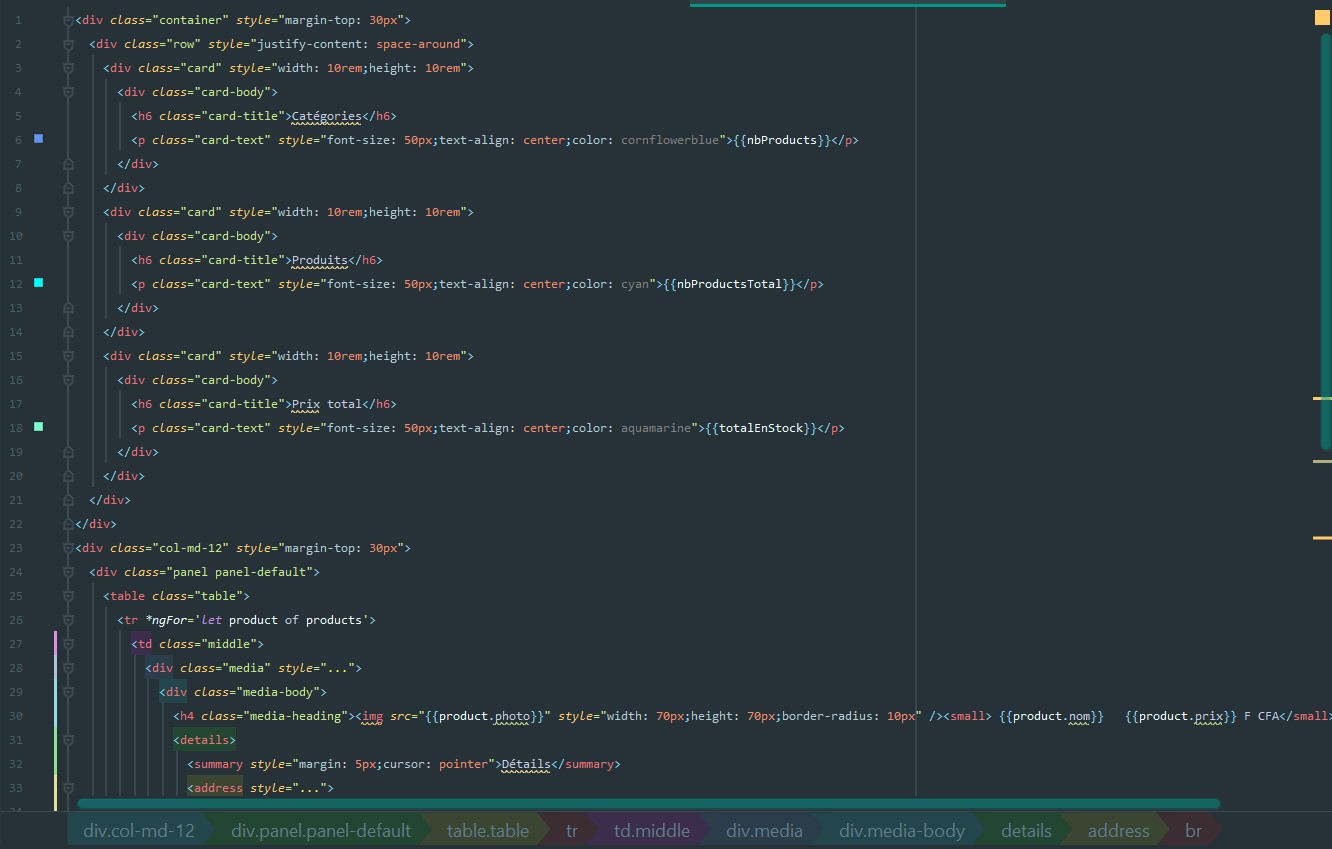 1 <div class="container" style="margin-top: 30px">
2 <div class="row" style="justify-content: space-around">
3 <div class="card" style="width: 10rem;height: 10rem">
4 <div class="card-body">
5 <h6 class="card-title">Catégories</h6>
6 <p class="card-text" style="font-size: 50px;text-align: center;color: cornflowerblue">{{nbProducts}}</p>
7 </div>
8 </div>
9 <div class="card" style="width: 10rem;height: 10rem">
10 <div class="card-body">
11 <h6 class="card-title">Produits</h6>
12 <p class="card-text" style="font-size: 50px;text-align: center;color: cyan">{{nbProductsTotal}}</p>
13 </div>
14 </div>
15 <div class="card" style="width: 10rem;height: 10rem">
16 <div class="card-body">
17 <h6 class="card-title">Prix total</h6>
18 <p class="card-text" style="font-size: 50px;text-align: center;color: aquamarine">{{totalEnStock}}</p>
19 </div>
20 </div>
21 </div>
22 </div>
23 <div class="col-md-12" style="margin-top: 30px">
24 <div class="panel panel-default">
25 <table class="table">
26 <tr *ngFor='let product of products'>
27 <td class="middle">
28 <div class="media" style="...">
29 <div class="media-body">
30 <h4 class="media-heading"><img src="{{product.photo}}" style="width: 70px;height: 70px;border-radius: 10px" /><small> {{product.nom}} {{product.prix}} F CFA</small>
31 <details>
32 <summary style="margin: 5px;cursor: pointer">Détails</summary>
33 <address style="...">
div.col-md-12 div.panel.panel-default table.table tr td.middle div.media div.media-body details address br